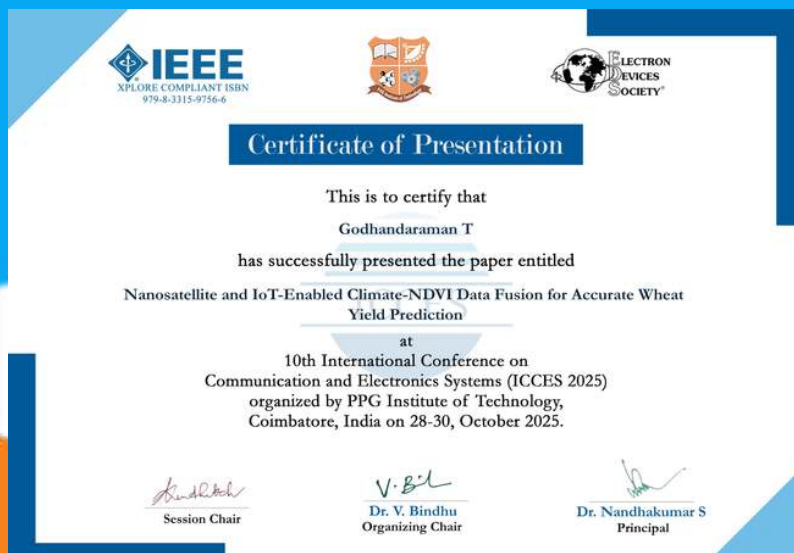 IEEE
XPLORE COMPLIANT ISBN
979-8-3315-9756-6
ELECTRON
DEVICES
SOCIETY®
Certificate of Presentation
This is to certify that
Godhandaraman T
has successfully presented the paper entitled
Nanosatellite and IoT-Enabled Climate-NDVI Data Fusion for Accurate Wheat
Yield Prediction
ICCES
at
10th International Conference on
Communication and Electronics Systems (ICCES 2025)
organized by PPG Institute of Technology,
Coimbatore, India on 28-30, October 2025.
V. Bil
Session Chair
Dr. V. Bindhu
Organizing Chair
Dr. Nandhakumar S
Principal